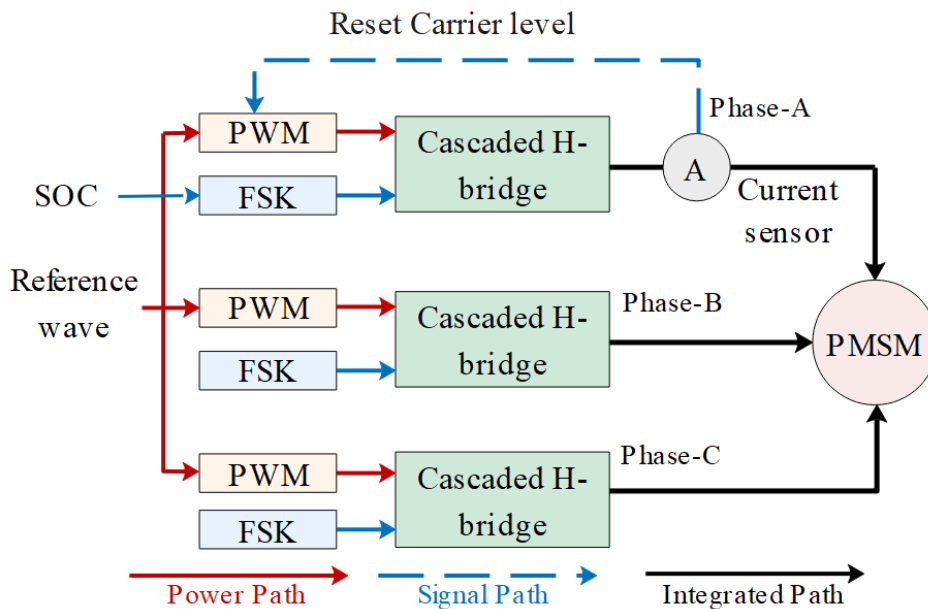 Reset Carrier level
Phase-A
PWM
Cascaded H-
bridge
A
SOC
FSK
Current
sensor
Reference
wave
PWM
Cascaded H-
bridge
Phase-B
PMSM
FSK
PWM
Cascaded H-
bridge
Phase-C
FSK
Power Path
Signal Path
Integrated Path